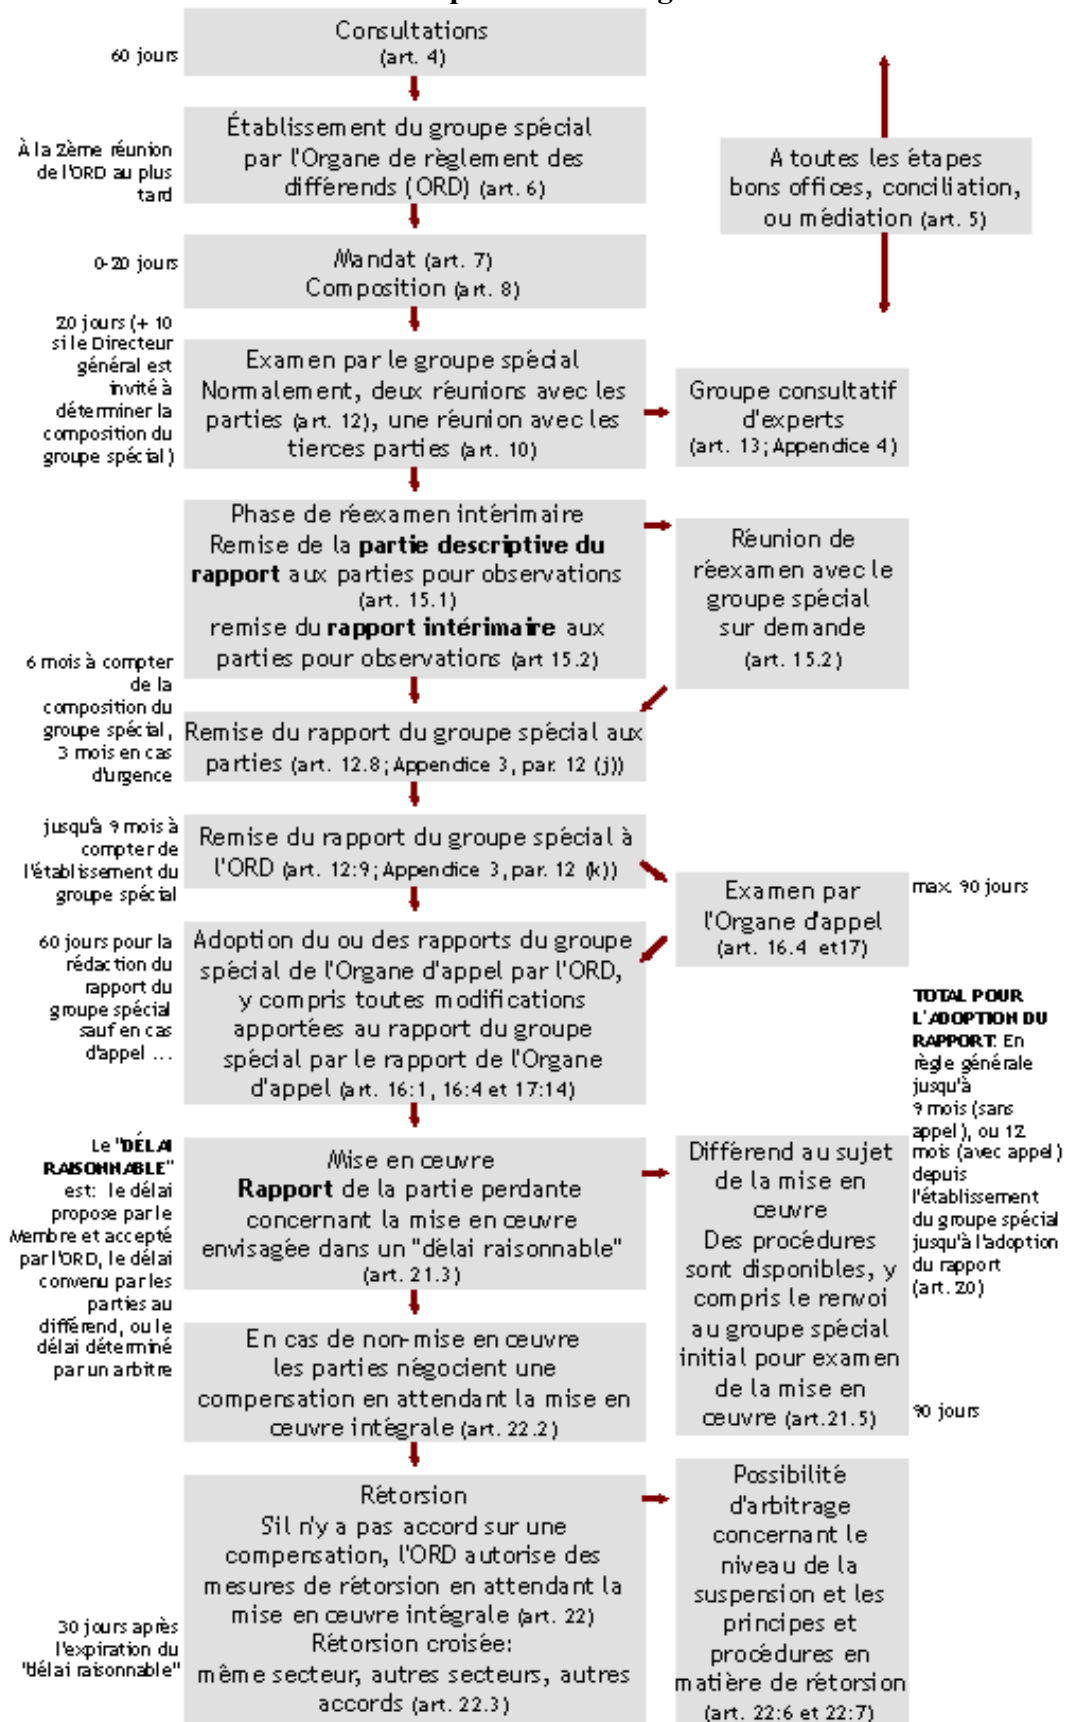 Consultations
(art. 4)
60 jours
Établissement du groupe spécial
par l'Organe de règlement des
différends (ORD) (art. 6)
À la 2ème réunion
de l'ORD au plus
tard
A toutes les étapes
bons offices, conciliation,
ou médiation (art. 5)
Mandat (art. 7)
Composition (art. 8)
0-20 jours
20 jours (+ 10
si le Directeur
général est
invité à
déterminer la
composition du
groupe spécial)
Examen par le groupe spécial
Normalement, deux réunions avec les
parties (art. 12), une réunion avec les
tierces parties (art. 10)
Groupe consultatif
d'experts
(art. 13; Appendice 4)
Phase de réexamen intérimaire
Remise de la partie descriptive du
rapport aux parties pour observations
(art. 15.1)
remise du rapport intérimaire aux
parties pour observations (art 15.2)
Réunion de
réexamen avec le
groupe spécial
sur demande
(art. 15.2)
6 mois à compter
de la
composition du
groupe spécial,
3 mois en cas
d'urgence
Remise du rapport du groupe spécial aux
parties (art. 12.8; Appendice 3, par. 12 (j))
jusqu'à 9 mois à
compter de
l'établissement du
groupe spécial
Remise du rapport du groupe spécial à
l'ORD (art. 12:9; Appendice 3, par. 12 (k))
Examen par
l'Organe d'appel
(art. 16.4 et17)
max. 90 jours
60 jours pour la
rédaction du
rapport du
groupe spécial
sauf en cas
d'appel ...
Adoption du ou des rapports du groupe
spécial de l'Organe d'appel par l'ORD,
y compris toutes modifications
apportées au rapport du groupe
spécial par le rapport de l'Organe
d'appel (art. 16:1, 16:4 et 17:14)
TOTAL POUR
L'ADOPTION DU
RAPPORT: En
règle générale
jusqu'à
9 mois (sans
appel), ou 12
mois (avec appel)
depuis
l'établissement
du groupe spécial
jusqu'à l'adoption
du rapport
(art. 20)
Le "DÉLAI
RAISONNABLE"
est: le délai
propose par le
Membre et accepté
par l'ORD, le délai
convenu par les
parties au
différend, ou le
délai déterminé
par un arbitre
Mise en œuvre
Rapport de la partie perdante
concernant la mise en œuvre
envisagée dans un "délai raisonnable"
(art. 21.3)
Différend au sujet
de la mise en
œuvre
Des procédures
sont disponibles, y
compris le renvoi
au groupe spécial
initial pour examen
de la mise en
œuvre (art.21.5)
90 jours
En cas de non-mise en œuvre
les parties négocient une
compensation en attendant la mise en
œuvre intégrale (art. 22.2)
Rétorsion
S'il n'y a pas accord sur une
compensation, l'ORD autorise des
mesures de rétorsion en attendant la
mise en œuvre intégrale (art. 22)
Rétorsion croisée:
même secteur, autres secteurs, autres
accords (art. 22.3)
30 jours après
l'expiration du
"délai raisonnable"
Possibilité
d'arbitrage
concernant le
niveau de la
suspension et les
principes et
procédures en
matière de rétorsion
(art. 22:6 et 22:7)